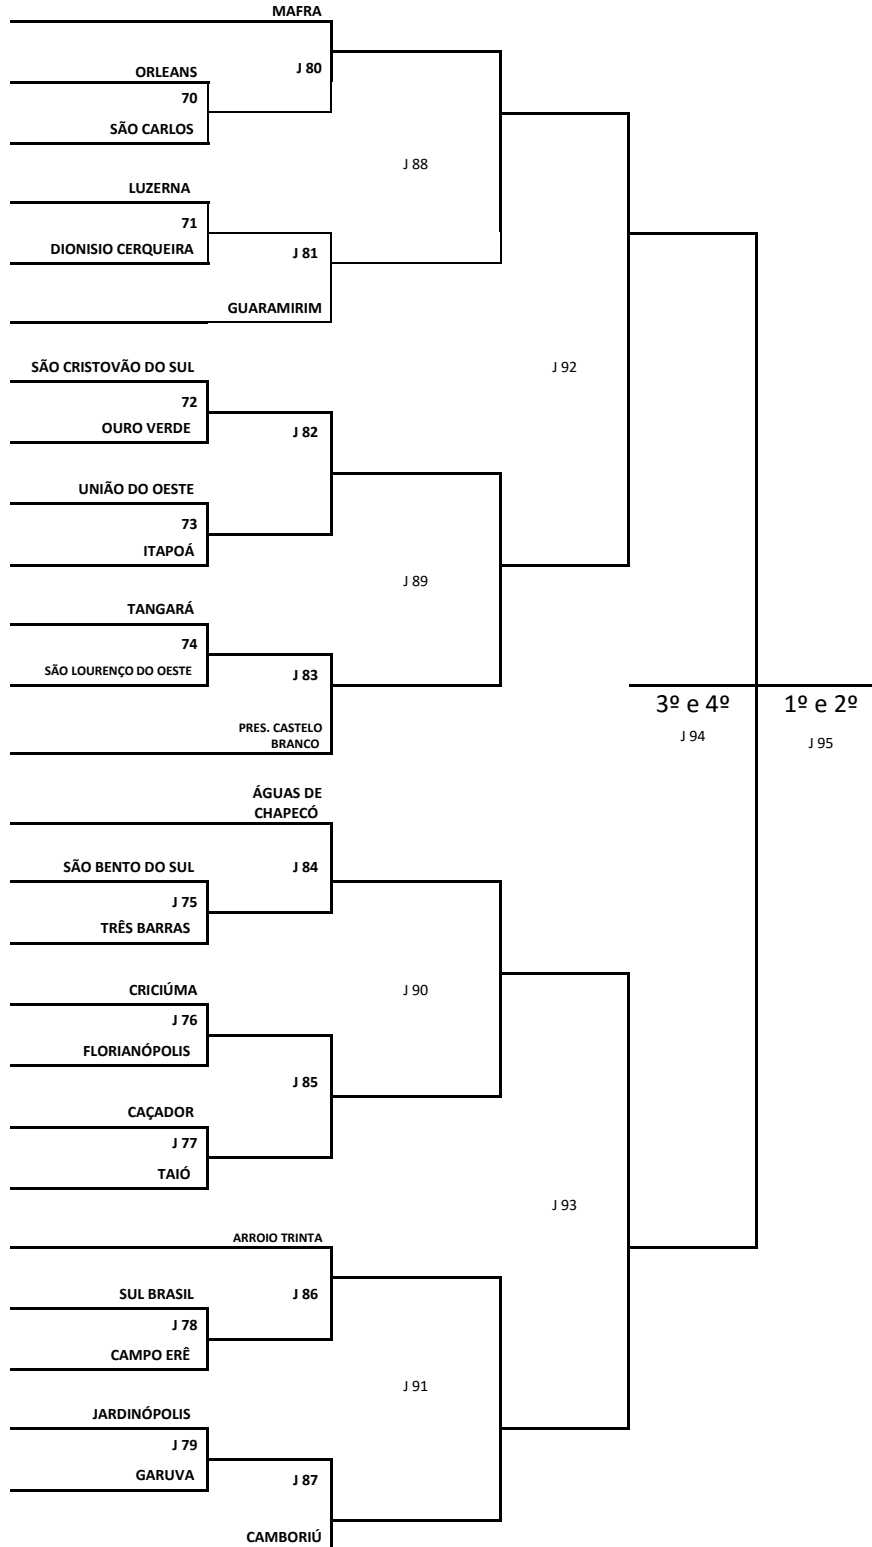 MAFRA
J 80
ORLEANS
70
SÃO CARLOS
J 88
LUZERNA
71
DIONISIO CERQUEIRA
J 81
GUARAMIRIM
SÃO CRISTOVÃO DO SUL
J 92
72
OURO VERDE
J 82
UNIÃO DO OESTE
73
ITAPOÁ
J 89
TANGARÁ
74
SÃO LOURENÇO DO OESTE
J 83
3º e 4º
1º e 2º
PRES. CASTELO
BRANCO
J 94
J 95
ÁGUAS DE
CHAPECÓ
SÃO BENTO DO SUL
J 84
J 75
TRÊS BARRAS
CRICIÚMA
J 90
J 76
FLORIANÓPOLIS
J 85
CAÇADOR
J 77
TAIÓ
J 93
ARROIO TRINTA
SUL BRASIL
J 86
J 78
CAMPO ERÊ
J 91
JARDINÓPOLIS
J 79
GARUVA
J 87
CAMBORIÚ